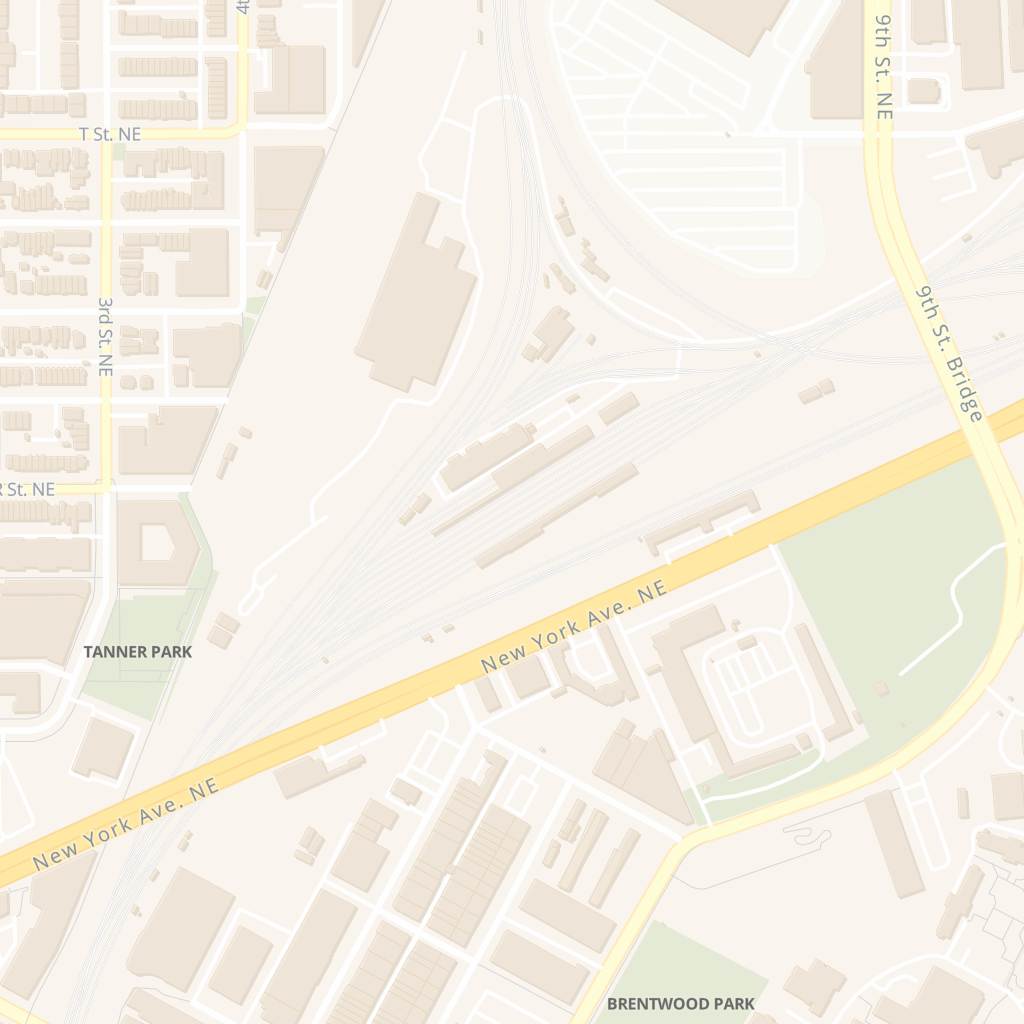 4t
9th St. NE
T St. NE
3rd St. NE
9th St. Bridge
R St. NE
New York Ave. NE
TANNER PARK
New York Ave. NE
BRENTWOOD PARK